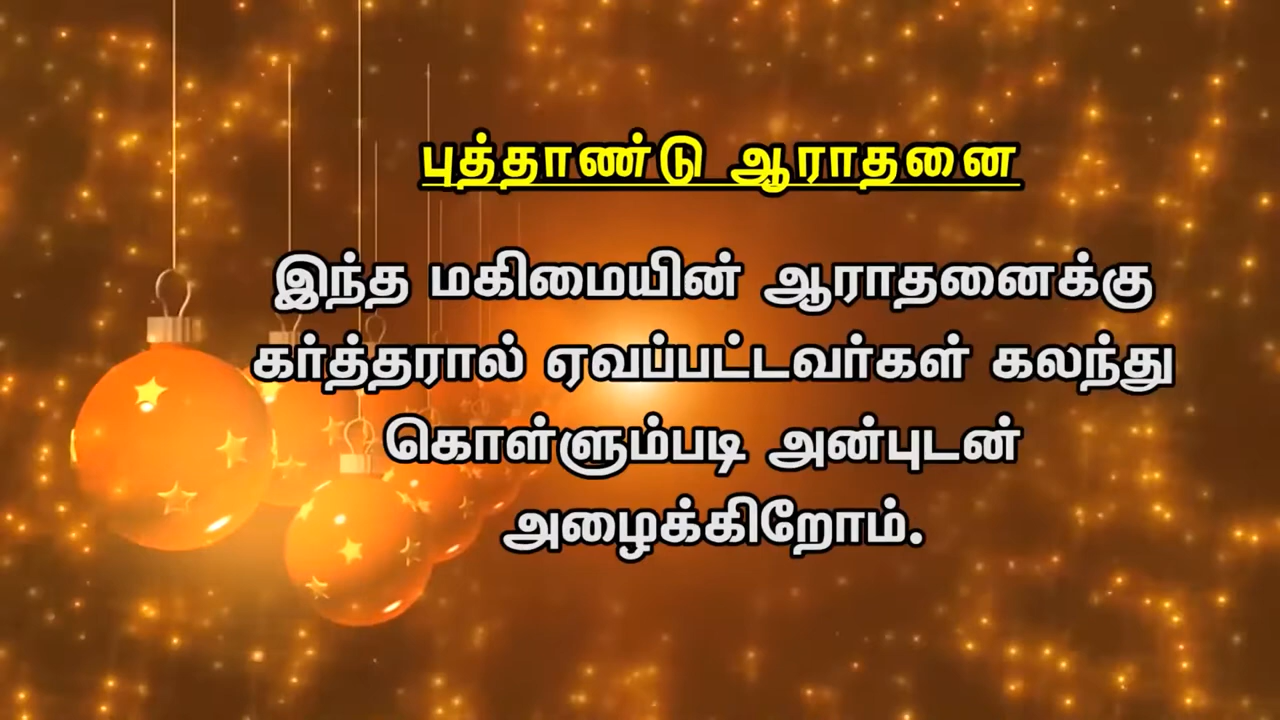 புத்தாண்டு ஆராதனை
இந்த மகிமையின் ஆராதனைக்கு
கர்த்தரால் ஏவப்பட்டவர்கள் கலந்து
கொள்ளும்படி அன்புடன்
அழைக்கிறோம்.